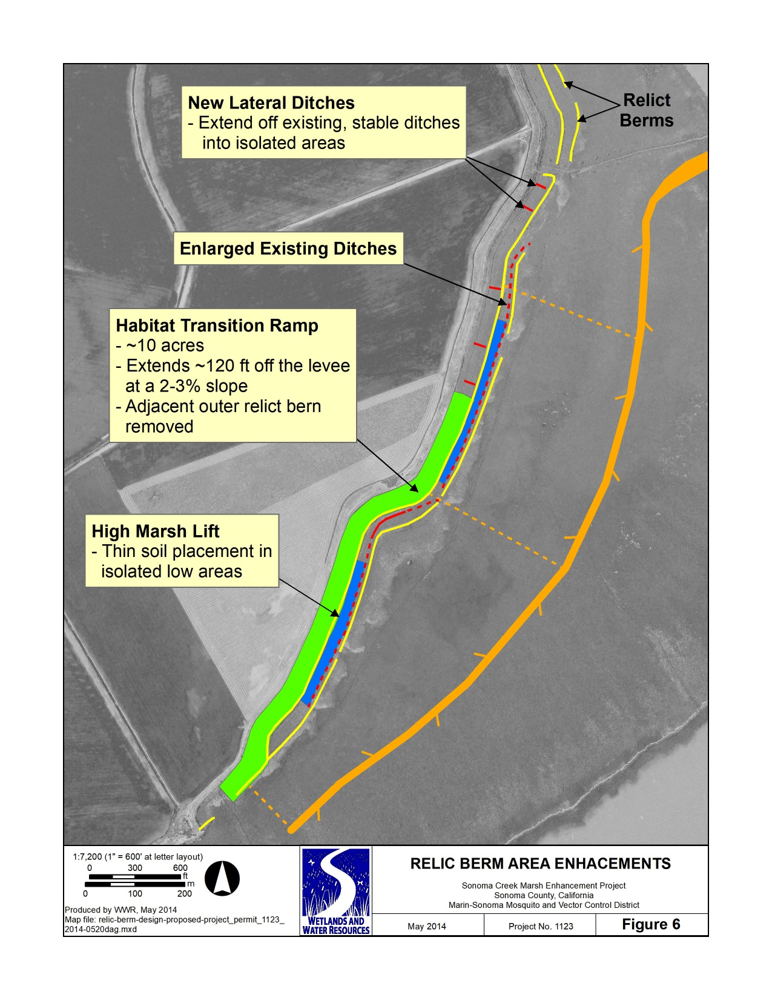 New Lateral Ditches
- Extend off existing, stable ditches
into isolated areas
Relict
Berms
Enlarged Existing Ditches
Habitat Transition Ramp
- ~10 acres
- Extends ~120 ft off the levee
at a 2-3% slope
- Adjacent outer relict bern
removed
High Marsh Lift
- Thin soil placement in
isolated low areas
1:7,200 (1" = 600' at letter layout)
0 300 600
ft
m
0 100 200
Produced by WWR, May 2014
Map file: relic-berm-design-proposed-project_permit_1123_
2014-0520dag.mxd
WETLANDS AND
WATER RESOURCES
RELIC BERM AREA ENHACEMENTS
Sonoma Creek Marsh Enhancement Project
Sonoma County, California
Marin-Sonoma Mosquito and Vector Control District
May 2014
Project No. 1123
Figure 6